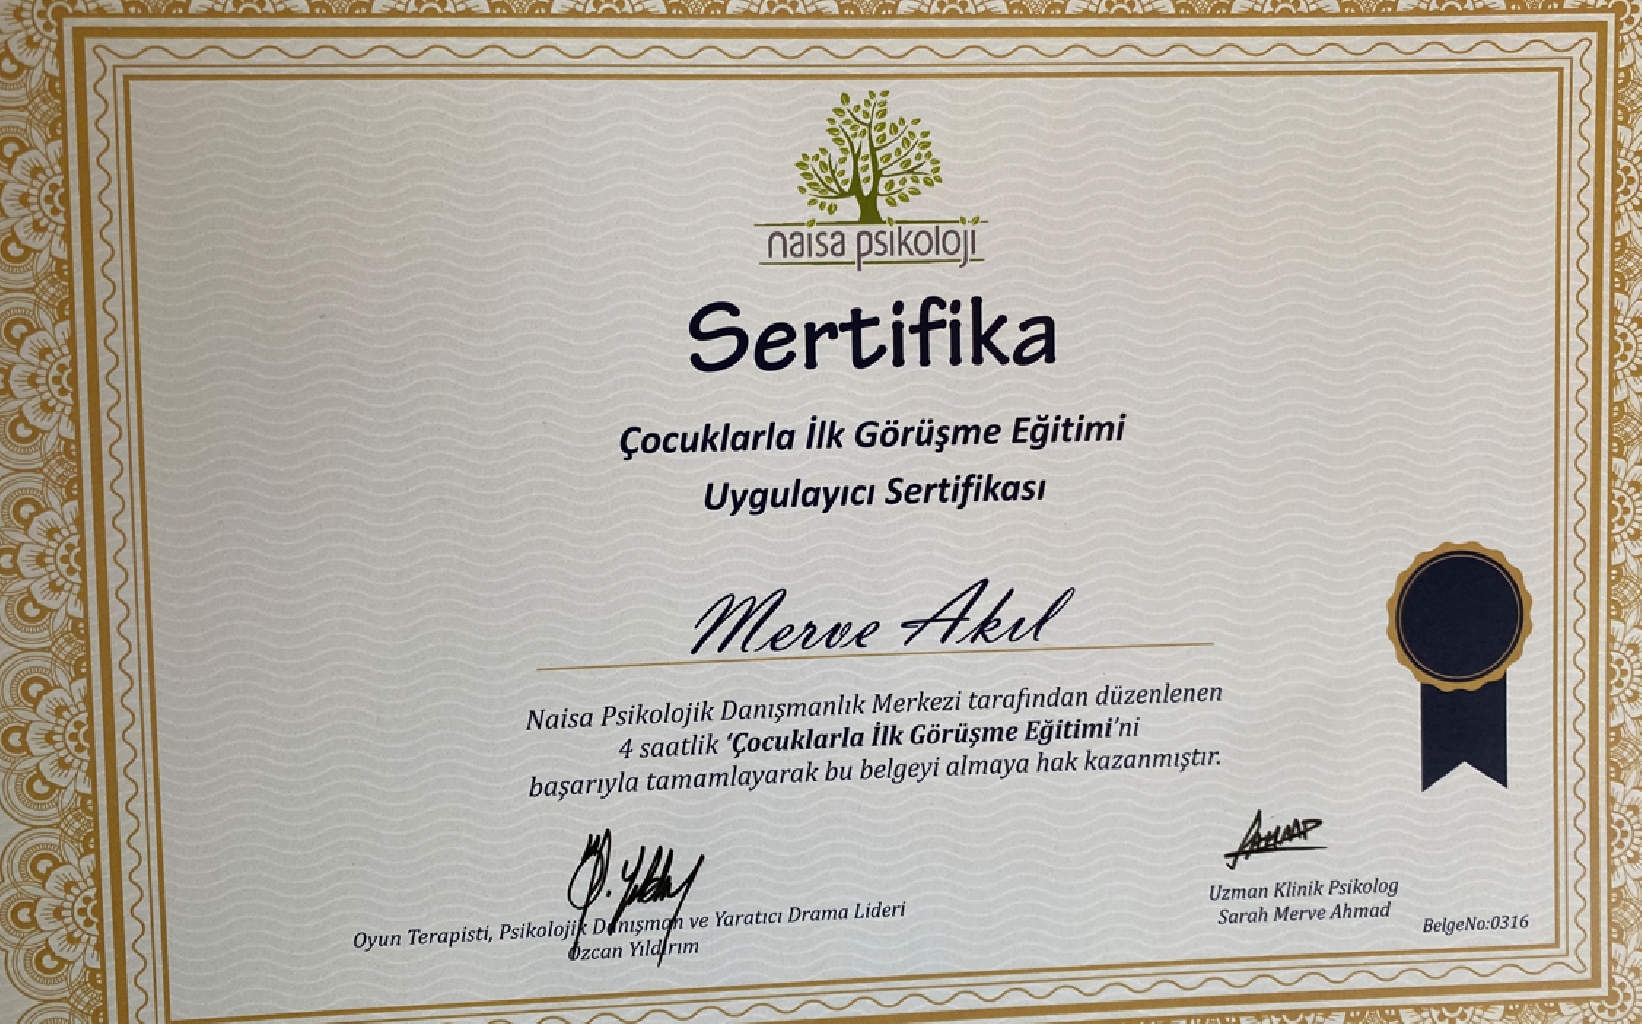 naisa psikoloji
Sertifika
Çocuklarla İlk Görüşme Eğitimi
Uygulayıcı Sertifikası
Merve Akıl
Naisa Psikolojik Danışmanlık Merkezi tarafından düzenlenen
4 saatlik 'Çocuklarla İlk Görüşme Eğitimi'ni
başarıyla tamamlayarak bu belgeyi almaya hak kazanmıştır.
Oyun Terapisti, Psikolojik Danışman ve Yaratıcı Drama Lideri
Özcan Yıldırım
Uzman Klinik Psikolog
Sarah Merve Ahmad
BelgeNo:0316